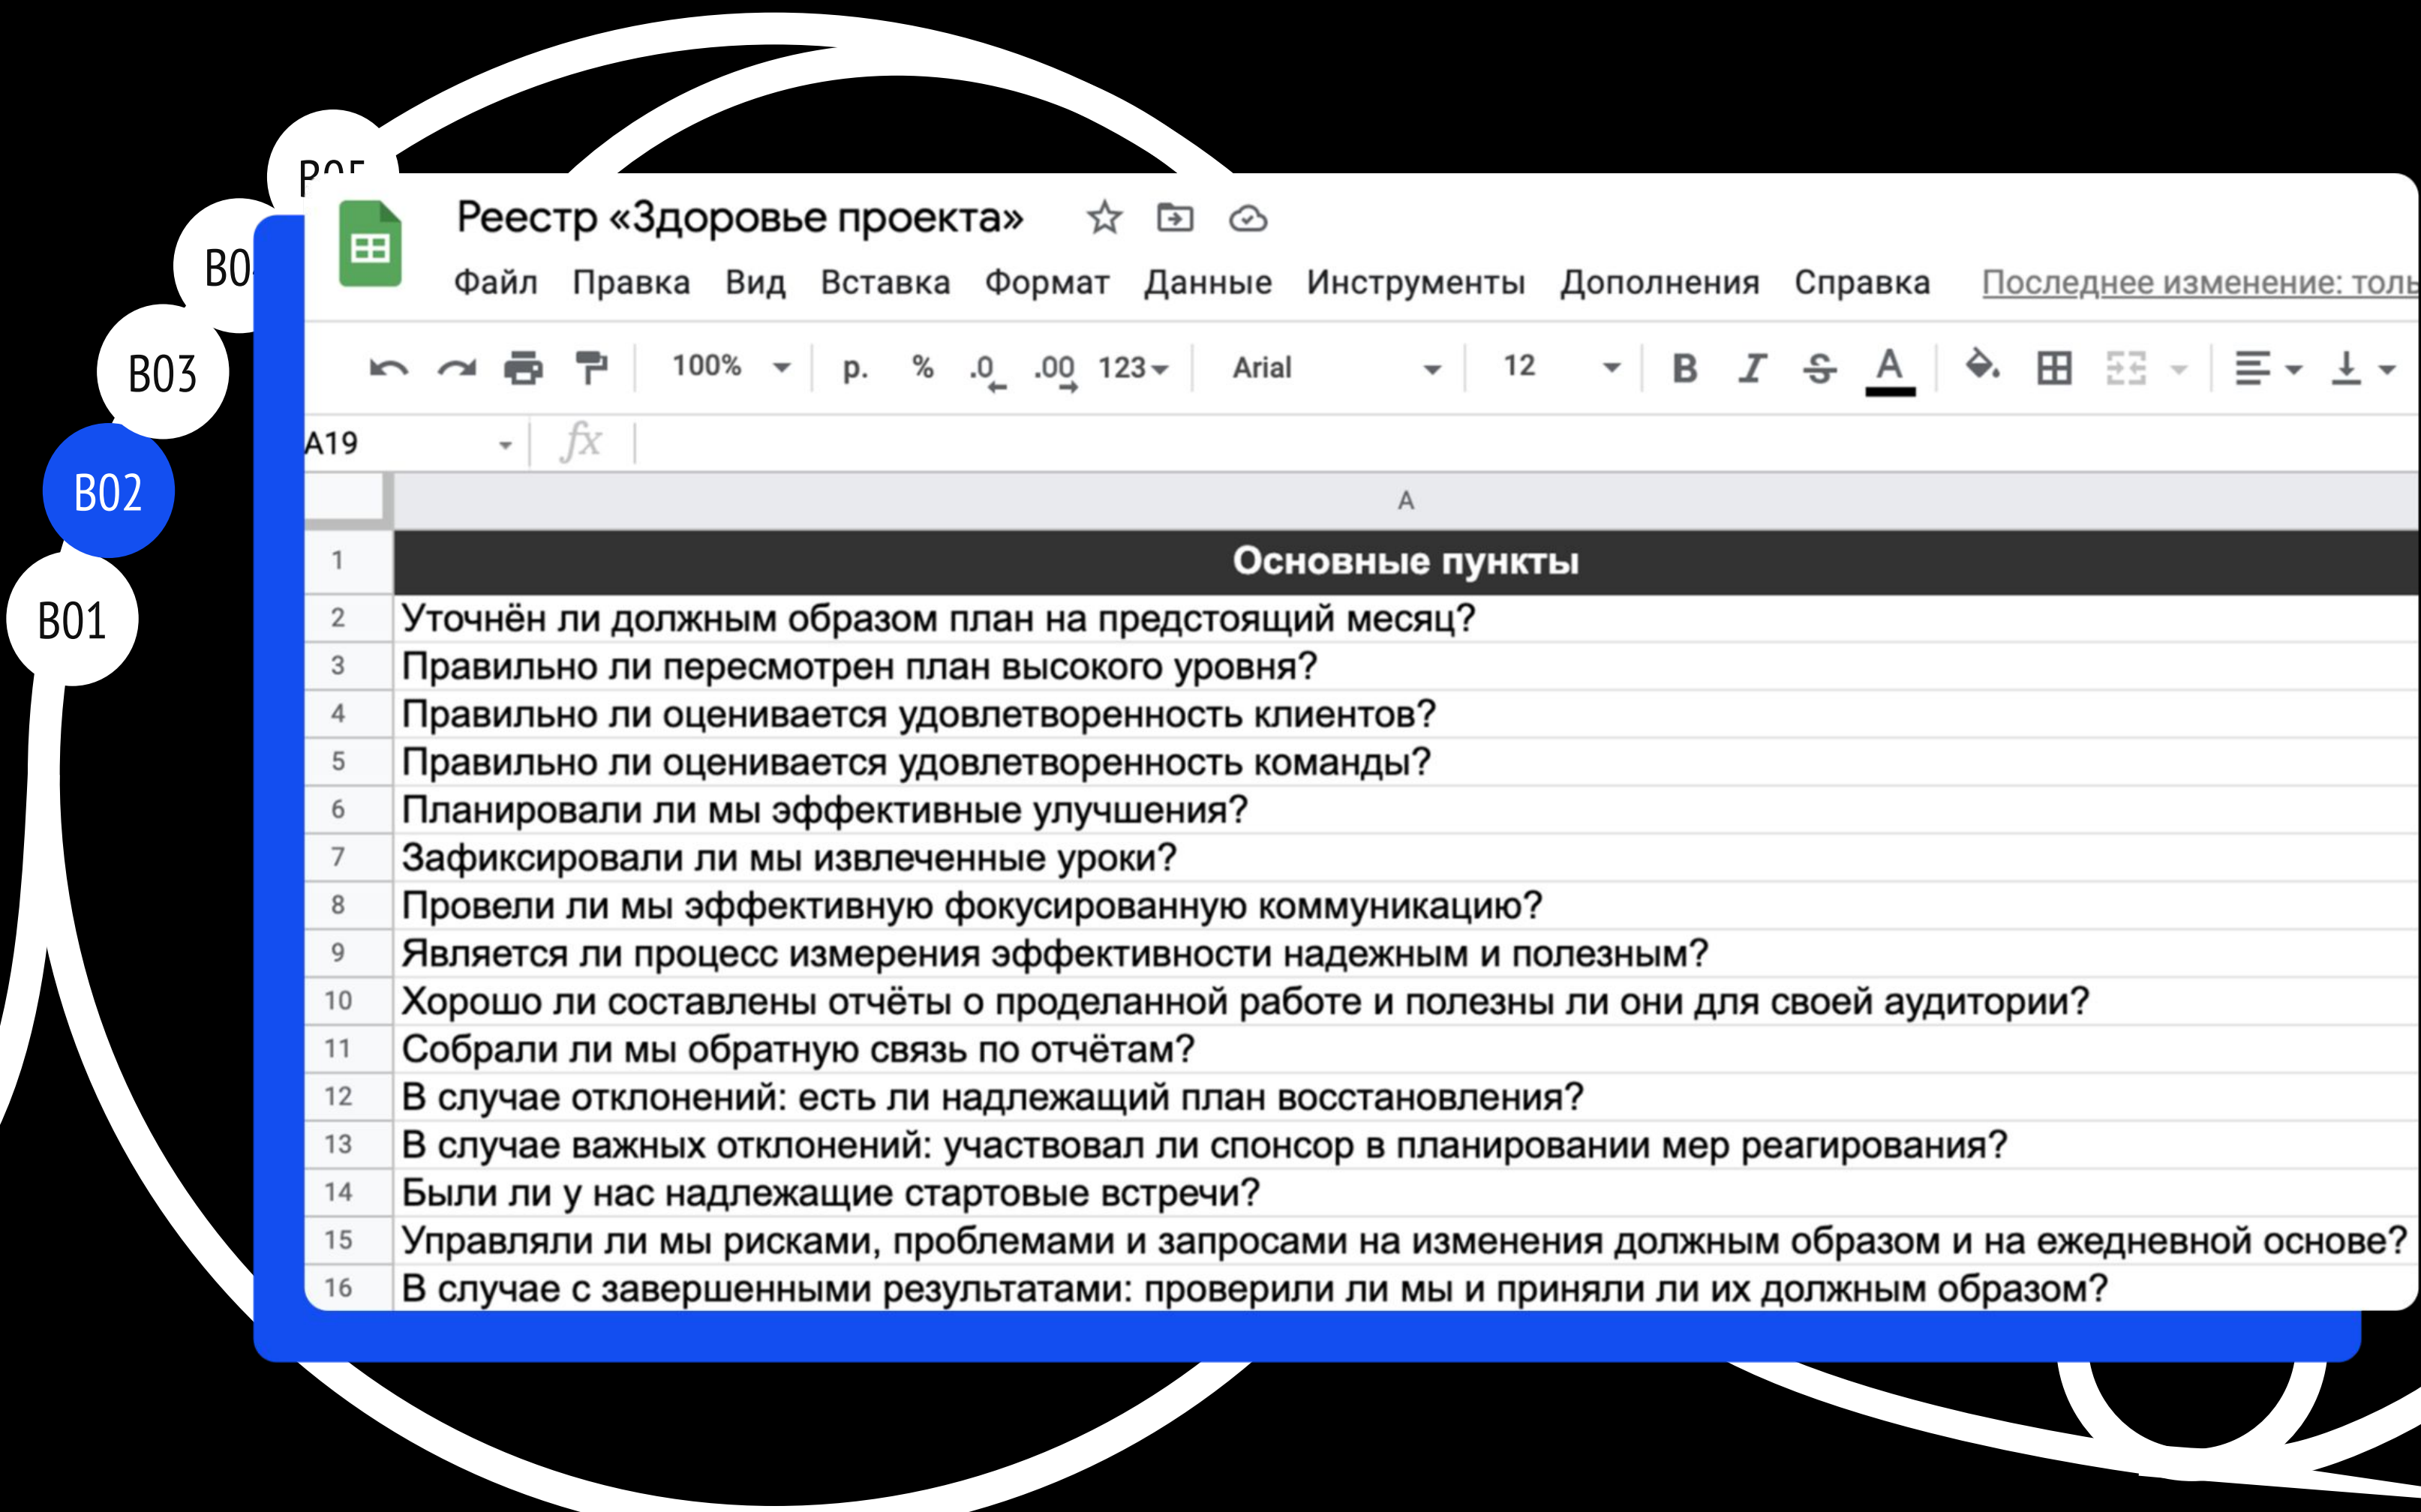 Реестр «Здоровье проекта»
Файл Правка Вид Вставка Формат Данные Инструменты Дополнения Справка Последнее изменение:
100% р. % .0 .00 123 Arial 12 B I S A
A19 fx
A
1 Основные пункты
2 Уточнён ли должным образом план на предстоящий месяц?
3 Правильно ли пересмотрен план высокого уровня?
4 Правильно ли оценивается удовлетворенность клиентов?
5 Правильно ли оценивается удовлетворенность команды?
6 Планировали ли мы эффективные улучшения?
7 Зафиксировали ли мы извлеченные уроки?
8 Провели ли мы эффективную фокусированную коммуникацию?
9 Является ли процесс измерения эффективности надежным и полезным?
10 Хорошо ли составлены отчёты о проделанной работе и полезны ли они для своей аудитории?
11 Собрали ли мы обратную связь по отчётам?
12 В случае отклонений: есть ли надлежащий план восстановления?
13 В случае важных отклонений: участвовал ли спонсор в планировании мер реагирования?
14 Были ли у нас надлежащие стартовые встречи?
15 Управляли ли мы рисками, проблемами и запросами на изменения должным образом и на ежедневной основе?
16 В случае с завершенными результатами: проверили ли мы и приняли ли их должным образом?
B03
B02
B01